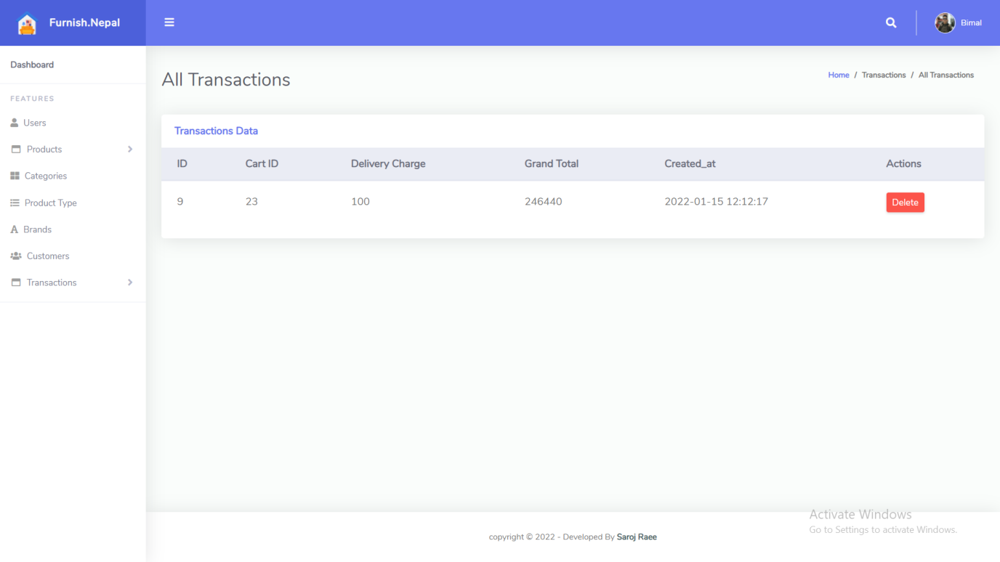 Furnish.Nepal
Bimal
Dashboard
FEATURES
Users
Products
Categories
Product Type
Brands
Customers
Transactions
All Transactions
Home / Transactions / All Transactions
Transactions Data
ID Cart ID Delivery Charge Grand Total Created_at Actions
9 23 100 246440 2022-01-15 12:12:17 Delete
Activate Windows
Go to Settings to activate Windows.
copyright © 2022 - Developed By Saroj Raee